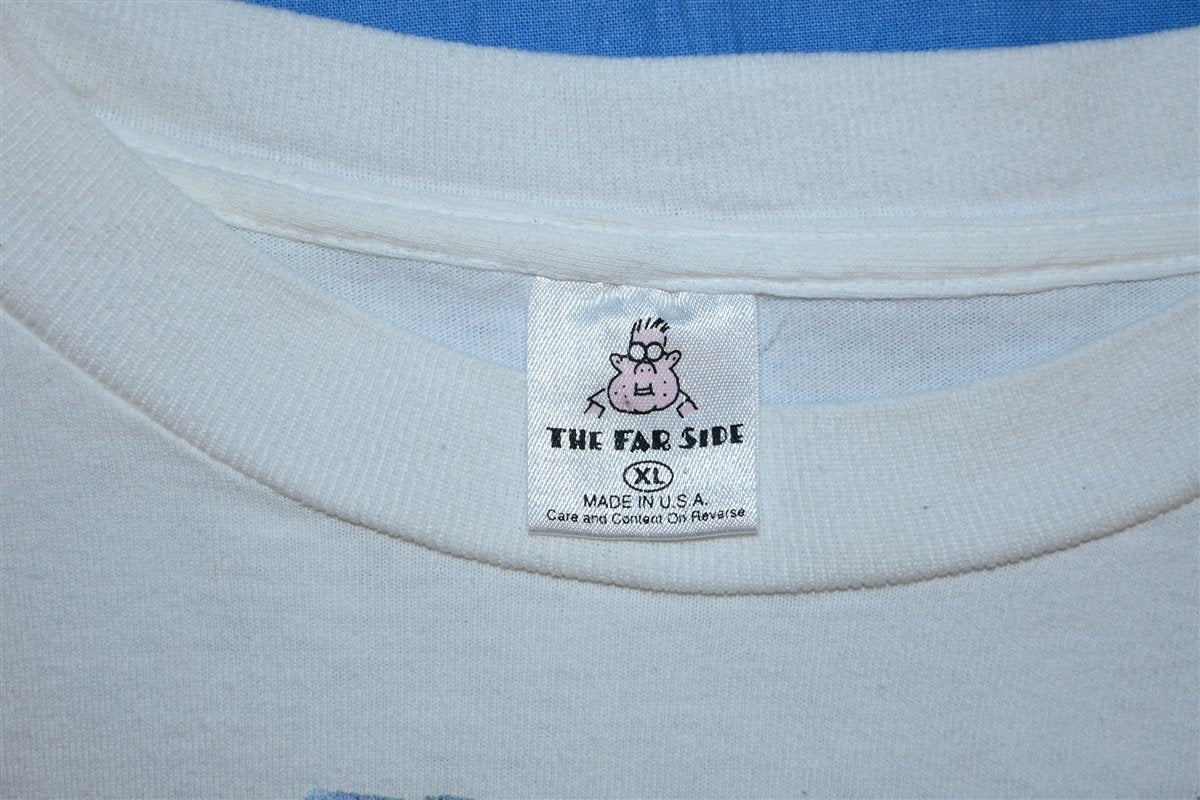 THE FAR SIDE
XL
MADE IN U.S.A.
Care and Content On Reverse